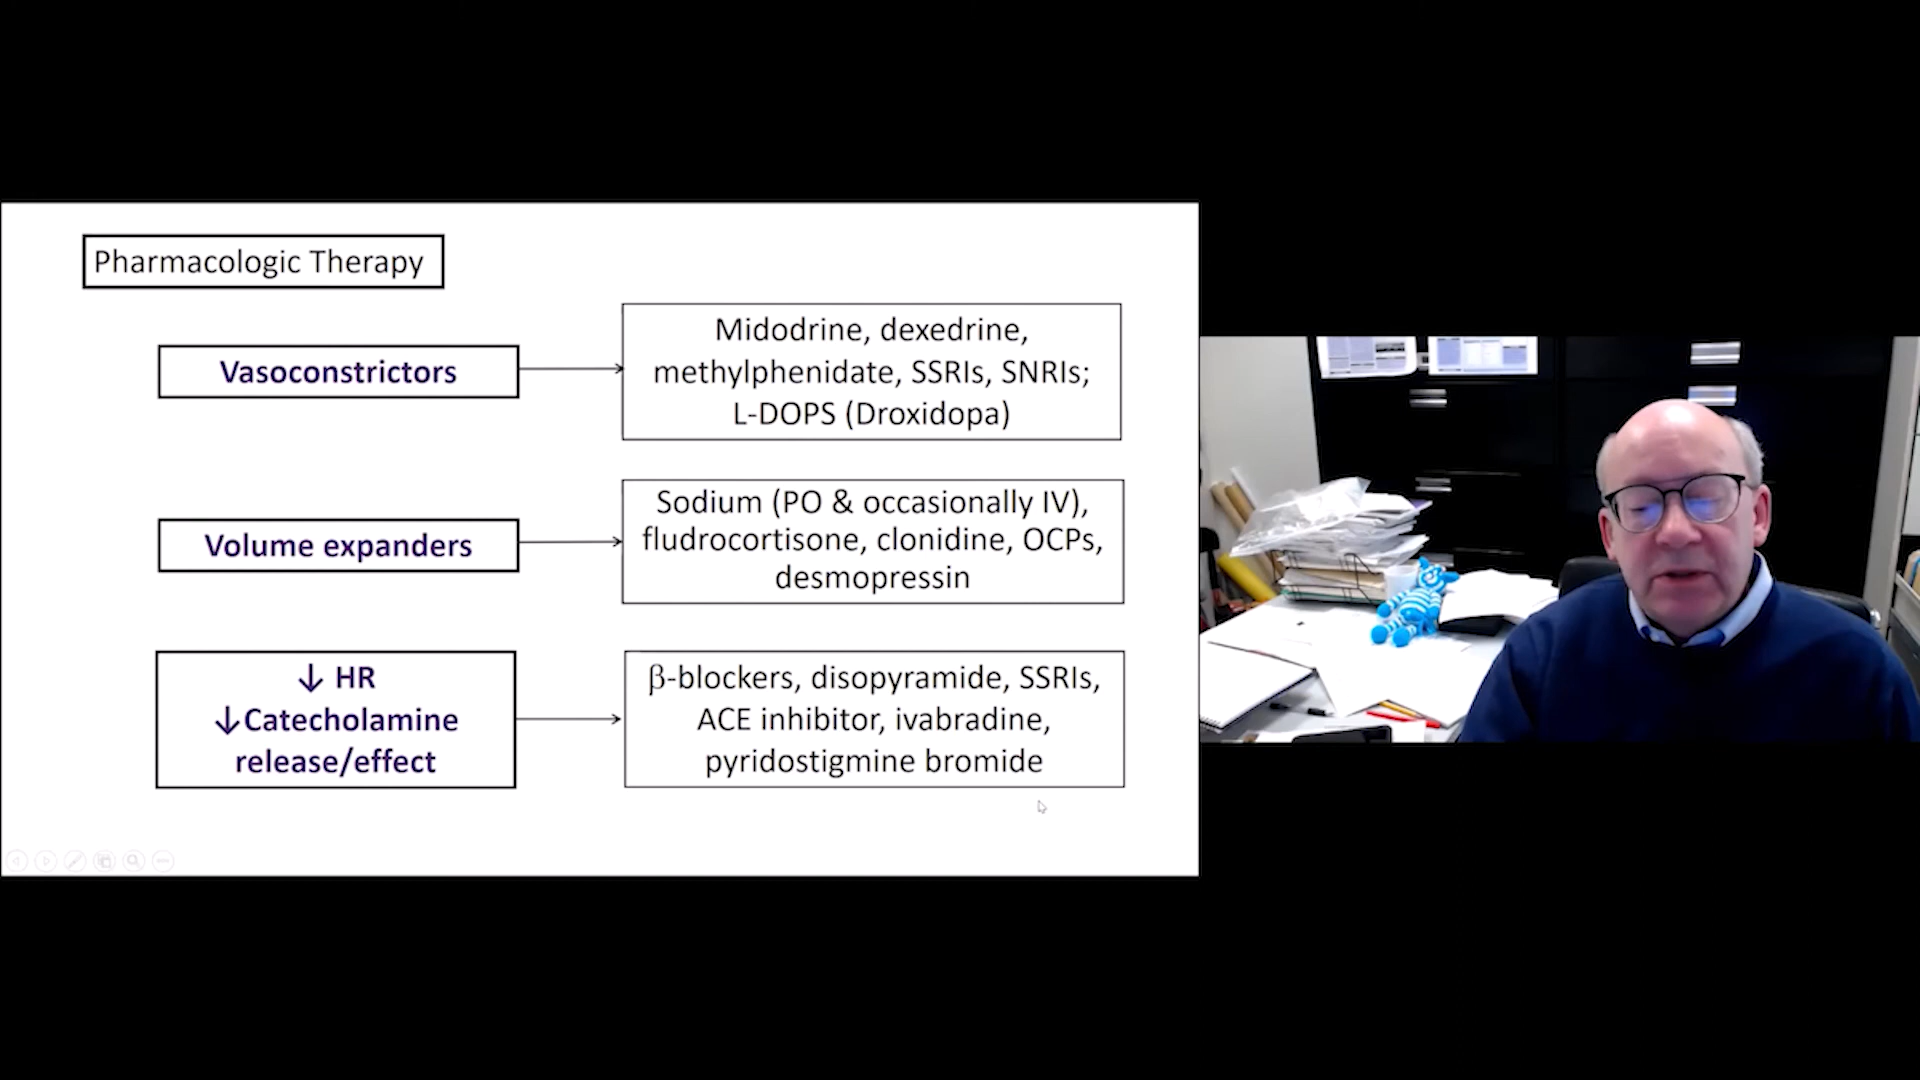 Pharmacologic Therapy
Vasoconstrictors
Midodrine, dexedrine,
methylphenidate, SSRIs, SNRIs;
L-DOPS (Droxidopa)
Volume expanders
Sodium (PO & occasionally IV),
fludrocortisone, clonidine, OCPs,
desmopressin
↓ HR
↓Catecholamine
release/effect
β-blockers, disopyramide, SSRIs,
ACE inhibitor, ivabradine,
pyridostigmine bromide